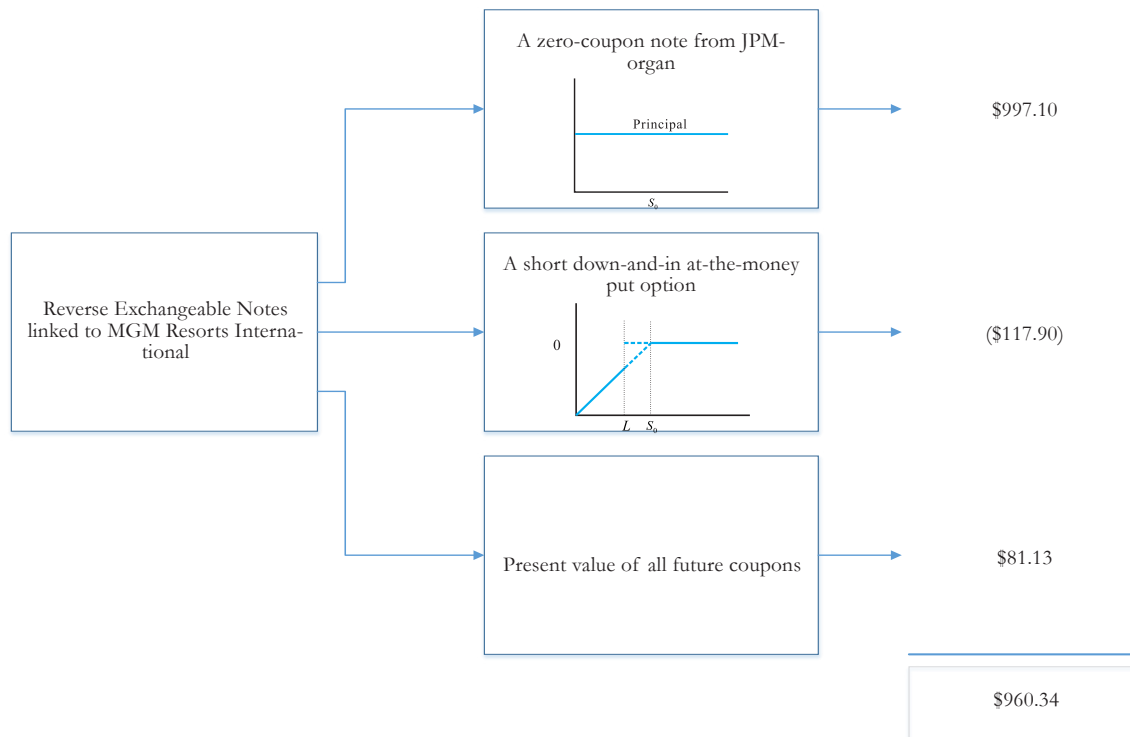 A zero-coupon note from JPM-
organ
Principal
S₀
$997.10
Reverse Exchangeable Notes
linked to MGM Resorts Interna-
tional
A short down-and-in at-the-money
put option
0
L
S₀
($117.90)
Present value of all future coupons
$81.13
$960.34